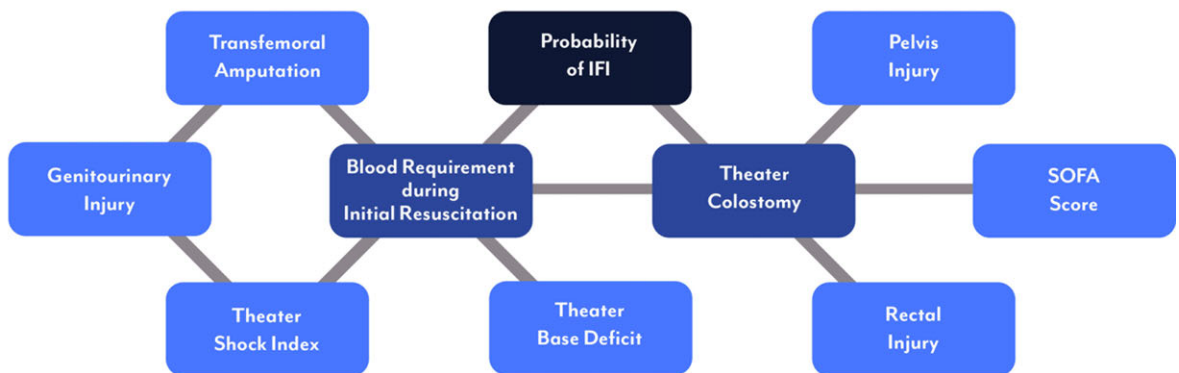 Transfemoral
Amputation
Probability
of IFI
Pelvis
Injury
Genitourinary
Injury
Blood Requirement
during
Initial Resuscitation
Theater
Colostomy
SOFA
Score
Theater
Shock Index
Theater
Base Deficit
Rectal
Injury